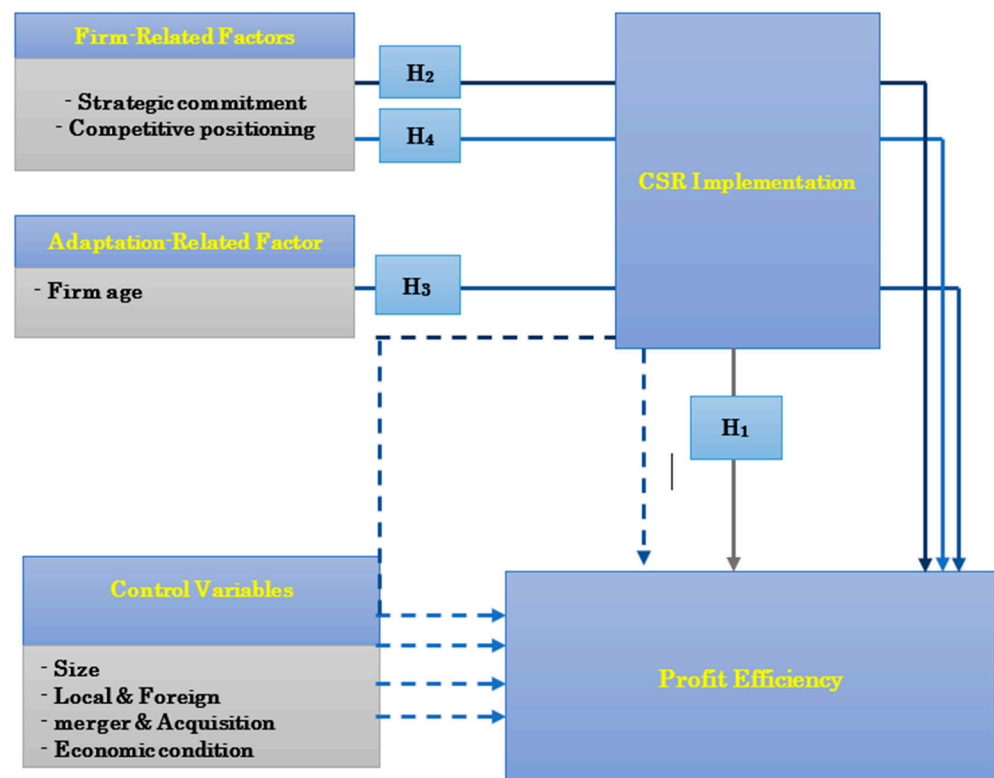 Firm-Related Factors
- Strategic commitment
- Competitive positioning
H2
H4
CSR Implementation
Adaptation-Related Factor
- Firm age
H3
H1
Control Variables
- Size
- Local & Foreign
- merger & Acquisition
- Economic condition
Profit Efficiency